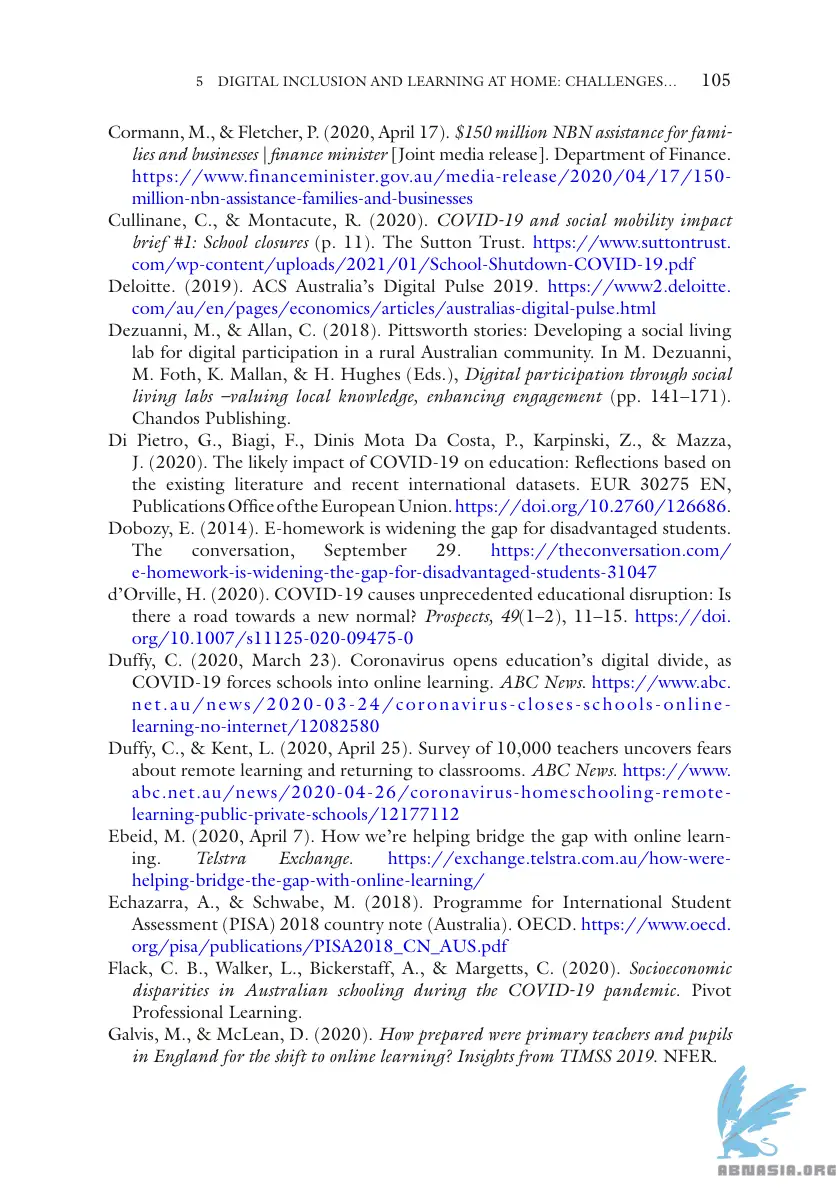 5 DIGITAL INCLUSION AND LEARNING AT HOME: CHALLENGES… 105
Cormann, M., & Fletcher, P. (2020, April 17). $150 million NBN assistance for fami-
lies and businesses | finance minister [Joint media release]. Department of Finance.
https://www.financeminister.gov.au/media-release/2020/04/17/150-
million-nbn-assistance-families-and-businesses
Cullinane, C., & Montacute, R. (2020). COVID-19 and social mobility impact
brief #1: School closures (p. 11). The Sutton Trust. https://www.suttontrust.
com/wp-content/uploads/2021/01/School-Shutdown-COVID-19.pdf
Deloitte. (2019). ACS Australia’s Digital Pulse 2019. https://www2.deloitte.
com/au/en/pages/economics/articles/australias-digital-pulse.html
Dezuanni, M., & Allan, C. (2018). Pittsworth stories: Developing a social living
lab for digital participation in a rural Australian community. In M. Dezuanni,
M. Foth, K. Mallan, & H. Hughes (Eds.), Digital participation through social
living labs –valuing local knowledge, enhancing engagement (pp. 141–171).
Chandos Publishing.
Di Pietro, G., Biagi, F., Dinis Mota Da Costa, P., Karpinski, Z., & Mazza,
J. (2020). The likely impact of COVID-19 on education: Reflections based on
the existing literature and recent international datasets. EUR 30275 EN,
Publications Office of the European Union. https://doi.org/10.2760/126686.
Dobozy, E. (2014). E-homework is widening the gap for disadvantaged students.
The conversation, September 29. https://theconversation.com/
e-homework-is-widening-the-gap-for-disadvantaged-students-31047
d’Orville, H. (2020). COVID-19 causes unprecedented educational disruption: Is
there a road towards a new normal? Prospects, 49(1–2), 11–15. https://doi.
org/10.1007/s11125-020-09475-0
Duffy, C. (2020, March 23). Coronavirus opens education’s digital divide, as
COVID-19 forces schools into online learning. ABC News. https://www.abc.
net.au/news/2020-03-24/coronavirus-closes-schools-online-
learning-no-internet/12082580
Duffy, C., & Kent, L. (2020, April 25). Survey of 10,000 teachers uncovers fears
about remote learning and returning to classrooms. ABC News. https://www.
abc.net.au/news/2020-04-26/coronavirus-homeschooling-remote-
learning-public-private-schools/12177112
Ebeid, M. (2020, April 7). How we’re helping bridge the gap with online learn-
ing. Telstra Exchange. https://exchange.telstra.com.au/how-were-
helping-bridge-the-gap-with-online-learning/
Echazarra, A., & Schwabe, M. (2018). Programme for International Student
Assessment (PISA) 2018 country note (Australia). OECD. https://www.oecd.
org/pisa/publications/PISA2018_CN_AUS.pdf
Flack, C. B., Walker, L., Bickerstaff, A., & Margetts, C. (2020). Socioeconomic
disparities in Australian schooling during the COVID-19 pandemic. Pivot
Professional Learning.
Galvis, M., & McLean, D. (2020). How prepared were primary teachers and pupils
in England for the shift to online learning? Insights from TIMSS 2019. NFER.
ABNASIA.ORG